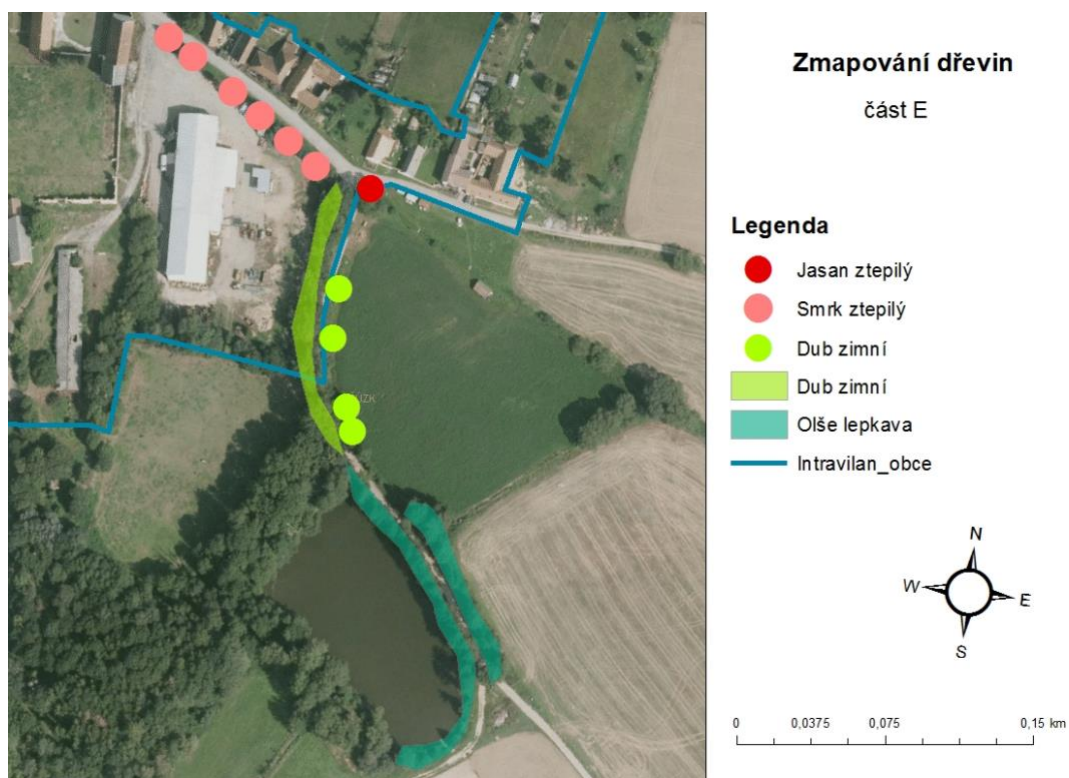 Zmapování dřevin
část E
Legenda
Jasan ztepilý
Smrk ztepilý
Dub zimní
Dub zimní
Olše lepkava
Intravilan_obce
N
W
E
S
0
0,0375
0,075
0,15 km